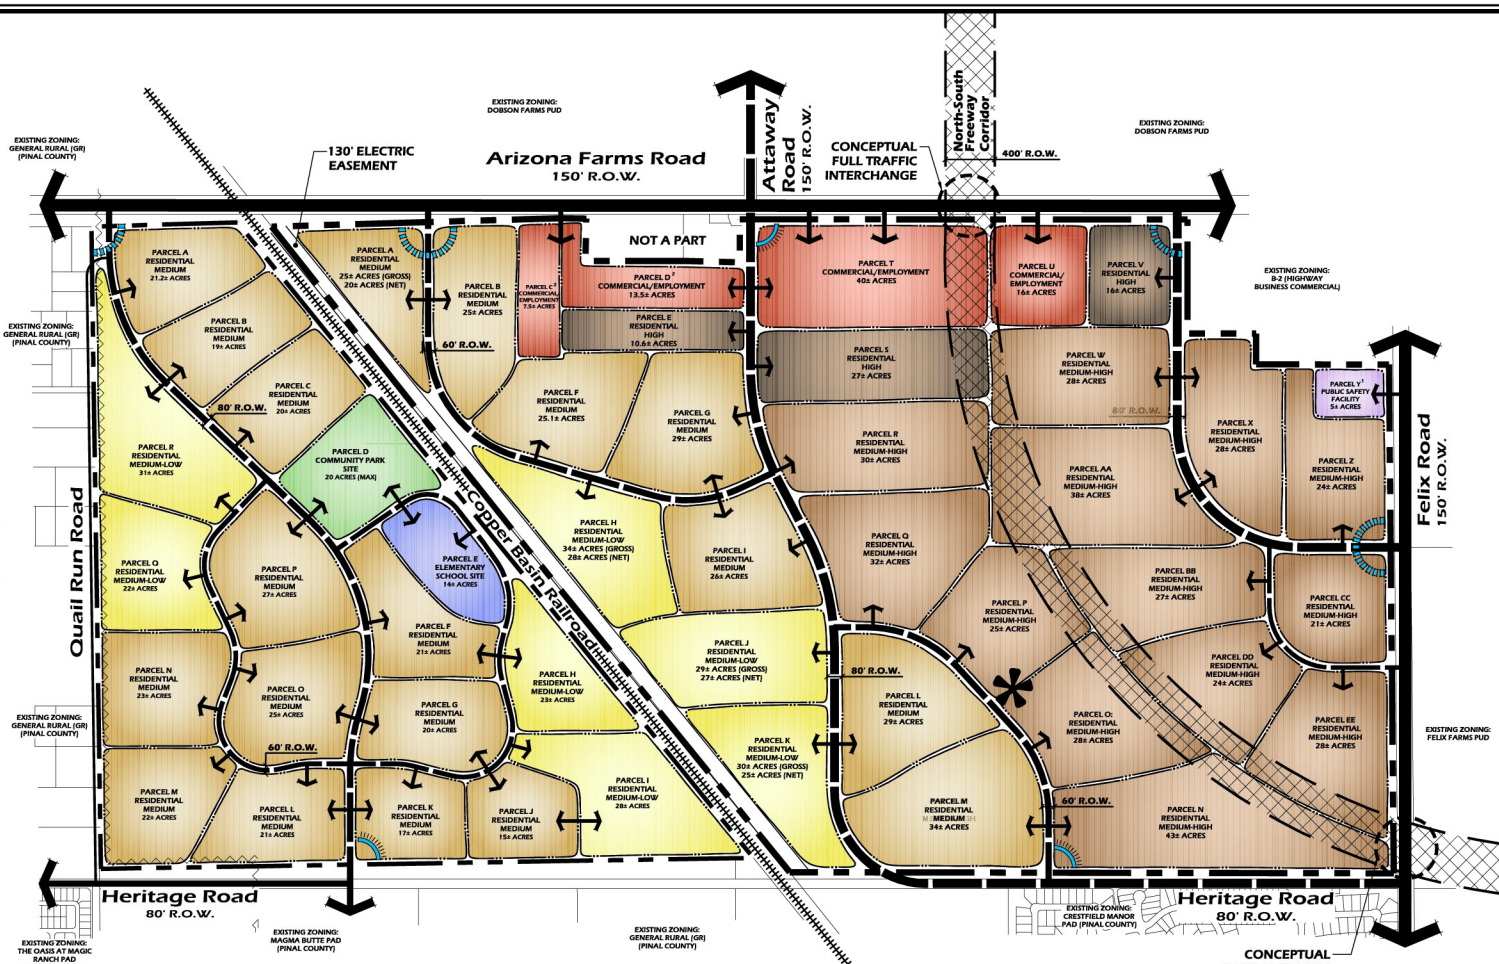 EXISTING ZONING:
DOBSON FARMS PUD
EXISTING ZONING:
DOBSON FARMS PUD
EXISTING ZONING:
GENERAL RURAL (GR)
(PINAL COUNTY)
130' ELECTRIC
EASEMENT
Arizona Farms Road
150' R.O.W.
Attaway
Road
150' R.O.W.
CONCEPTUAL
FULL TRAFFIC
INTERCHANGE
North-South
Freeway
Corridor
400' R.O.W.
NOT A PART
PARCEL A
RESIDENTIAL
MEDIUM
21.2± ACRES
PARCEL A
RESIDENTIAL
MEDIUM
25± ACRES (GROSS)
20± ACRES (NET)
PARCEL B
RESIDENTIAL
MEDIUM
25± ACRES
PARCEL C²
COMMERCIAL/
EMPLOYMENT
7.5± ACRES
PARCEL D²
COMMERCIAL/EMPLOYMENT
13.5± ACRES
PARCEL T
COMMERCIAL/EMPLOYMENT
40± ACRES
PARCEL U
COMMERCIAL/
EMPLOYMENT
16± ACRES
PARCEL V
RESIDENTIAL
HIGH
16± ACRES
EXISTING ZONING:
B-2 (HIGHWAY
BUSINESS COMMERCIAL)
EXISTING ZONING:
GENERAL RURAL (GR)
(PINAL COUNTY)
PARCEL B
RESIDENTIAL
MEDIUM
19± ACRES
60' R.O.W.
PARCEL E
RESIDENTIAL
HIGH
10.6± ACRES
PARCEL S
RESIDENTIAL
HIGH
27± ACRES
PARCEL W
RESIDENTIAL
MEDIUM-HIGH
28± ACRES
PARCEL C
RESIDENTIAL
MEDIUM
20± ACRES
80' R.O.W.
PARCEL F
RESIDENTIAL
MEDIUM
25.1± ACRES
PARCEL G
RESIDENTIAL
MEDIUM
29± ACRES
80' R.O.W.
PARCEL Y¹
PUBLIC SAFETY
FACILITY
5± ACRES
PARCEL R
RESIDENTIAL
MEDIUM-LOW
31± ACRES
PARCEL D
COMMUNITY PARK
SITE
20 ACRES (MAX)
PARCEL R
RESIDENTIAL
MEDIUM-HIGH
30± ACRES
PARCEL AA
RESIDENTIAL
MEDIUM-HIGH
38± ACRES
PARCEL X
RESIDENTIAL
MEDIUM-HIGH
28± ACRES
PARCEL Z
RESIDENTIAL
MEDIUM-HIGH
24± ACRES
Felix Road
150' R.O.W.
Quail Run Road
Copper Basin Railroad
PARCEL H
RESIDENTIAL
MEDIUM-LOW
34± ACRES (GROSS)
28± ACRES (NET)
PARCEL I
RESIDENTIAL
MEDIUM
26± ACRES
PARCEL Q
RESIDENTIAL
MEDIUM-HIGH
32± ACRES
PARCEL Q
RESIDENTIAL
MEDIUM-LOW
22± ACRES
PARCEL P
RESIDENTIAL
MEDIUM
27± ACRES
PARCEL E
ELEMENTARY
SCHOOL SITE
14± ACRES
PARCEL BB
RESIDENTIAL
MEDIUM-HIGH
27± ACRES
PARCEL CC
RESIDENTIAL
MEDIUM-HIGH
21± ACRES
PARCEL P
RESIDENTIAL
MEDIUM-HIGH
25± ACRES
PARCEL F
RESIDENTIAL
MEDIUM
21± ACRES
PARCEL J
RESIDENTIAL
MEDIUM-LOW
29± ACRES (GROSS)
27± ACRES (NET)
80' R.O.W.
PARCEL DD
RESIDENTIAL
MEDIUM-HIGH
24± ACRES
PARCEL N
RESIDENTIAL
MEDIUM
23± ACRES
PARCEL O
RESIDENTIAL
MEDIUM
25± ACRES
PARCEL H
RESIDENTIAL
MEDIUM-LOW
23± ACRES
PARCEL G
RESIDENTIAL
MEDIUM
20± ACRES
PARCEL L
RESIDENTIAL
MEDIUM
29± ACRES
PARCEL O:
RESIDENTIAL
MEDIUM-HIGH
28± ACRES
PARCEL EE
RESIDENTIAL
MEDIUM-HIGH
28± ACRES
EXISTING ZONING:
GENERAL RURAL (GR)
(PINAL COUNTY)
EXISTING ZONING:
FELIX FARMS PUD
60' R.O.W.
PARCEL K
RESIDENTIAL
MEDIUM-LOW
30± ACRES (GROSS)
25± ACRES (NET)
PARCEL M
RESIDENTIAL
MEDIUM
22± ACRES
PARCEL L
RESIDENTIAL
MEDIUM
21± ACRES
PARCEL K
RESIDENTIAL
MEDIUM
17± ACRES
PARCEL J
RESIDENTIAL
MEDIUM
15± ACRES
PARCEL I
RESIDENTIAL
MEDIUM-LOW
28± ACRES
PARCEL M
RESIDENTIAL
MEDIUM
34± ACRES
60' R.O.W.
PARCEL N
RESIDENTIAL
MEDIUM-HIGH
43± ACRES
Heritage Road
80' R.O.W.
Heritage Road
80' R.O.W.
EXISTING ZONING:
THE OASIS AT MAGIC
RANCH PAD
EXISTING ZONING:
MAGMA BUTTE PAD
(PINAL COUNTY)
EXISTING ZONING:
GENERAL RURAL (GR)
(PINAL COUNTY)
EXISTING ZONING:
CRESTFIELD MANOR
PAD (PINAL COUNTY)
CONCEPTUAL